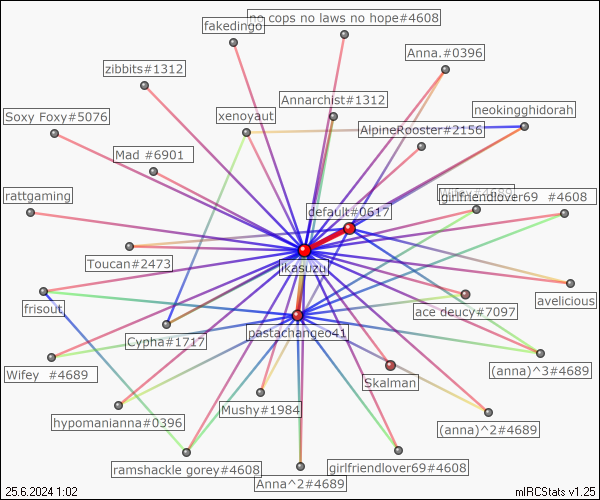 no cops no laws no hope#4608
fakedingo
Anna.#0396
zibbits#1312
Annarchist#1312
neokingghidorah
Soxy Foxy#5076
xenoyaut
AlpineRooster#2156
Mad #6901
rattgaming
Wifey#4689
girlfriendlover69 #4608
default#0617
Toucan#2473
ikasuzu
avelicious
frisout
ace deucy#7097
pastachangeo41
Cypha#1717
(anna)^3#4689
Wifey #4689
Skalman
Mushy#1984
hypomanianna#0396
(anna)^2#4689
ramshackle gorey#4608
girlfriendlover69#4608
Anna^2#4689
25.6.2024 1:02
mIRCStats v1.25